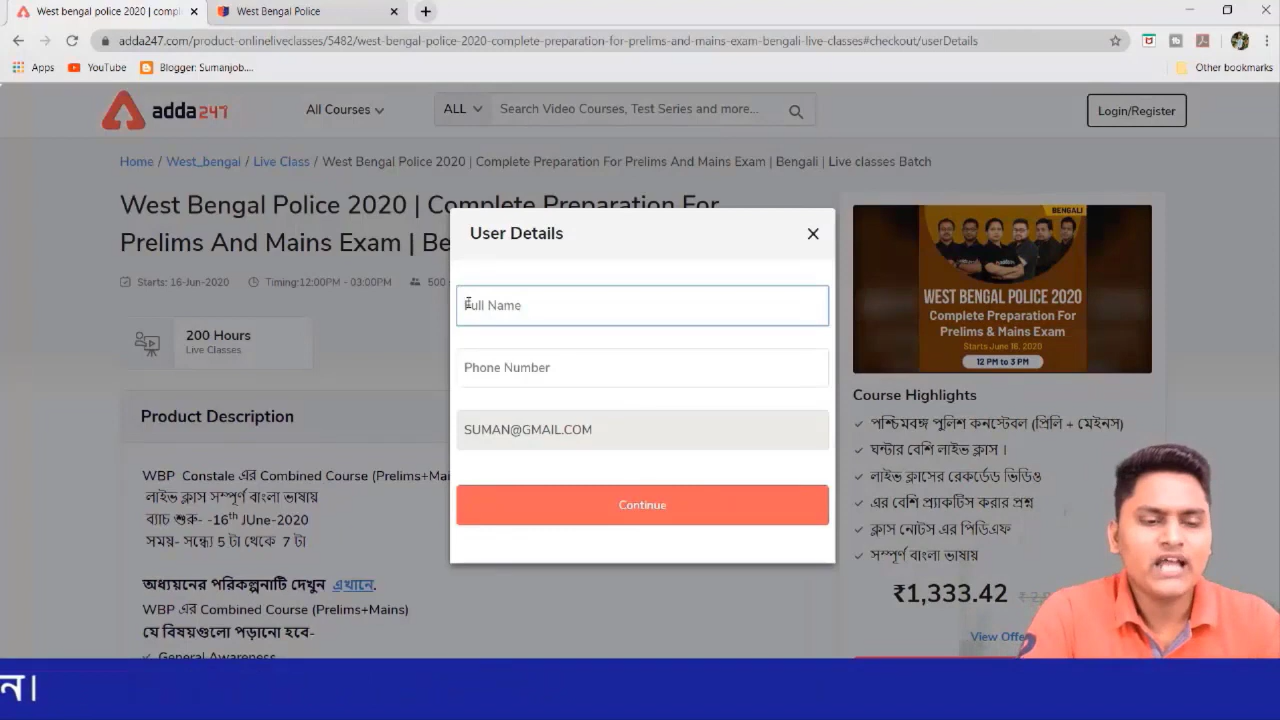 West bengal police 2020 | compl
West Bengal Police
adda247.com/product-onlineliveclasses/5482/west-bengal-police-2020-complete-preparation-for-prelims-and-mains-exam-bengali-live-classes#checkout/userDetails
Apps
YouTube
Blogger: Sumanjob....
Other bookmarks
adda247
All Courses
ALL
Search Video Courses, Test Series and more...
Login/Register
Home / West_bengal / Live Class / West Bengal Police 2020 | Complete Preparation For Prelims And Mains Exam | Bengali | Live classes Batch
West Bengal Police 2020 | Complete Preparation For
Prelims And Mains Exam | Be
Starts: 16-Jun-2020
Timing:12:00PM - 03:00PM
500
200 Hours
Live Classes
Product Description
WBP Constale এর Combined Course (Prelims+Mai
লাইভ ক্লাস সম্পূর্ণ বাংলা ভাষায়
ব্যাচ শুরু- -16th JUne-2020
সময়- সন্ধ্যে 5 টা থেকে 7 টা
অধ্যয়নের পরিকল্পনাটি দেখুন এখানে.
WBP এর Combined Course (Prelims+Mains)
যে বিষয়গুলো পড়ানো হবে-
General Awareness
User Details
Full Name
Phone Number
SUMAN@GMAIL.COM
Continue
BENGALI
WEST BENGAL POLICE 2020
Complete Preparation For
Prelims & Mains Exam
Starts June 16, 2020
12 PM to 3 PM
Course Highlights
পশ্চিমবঙ্গ পুলিশ কনস্টেবল (প্রিলি + মেইনস)
ঘন্টার বেশি লাইভ ক্লাস ।
লাইভ ক্লাসের রেকর্ডেড ভিডিও
এর বেশি প্র্যাকটিস করার প্রশ্ন
ক্লাস নোটস এর পিডিএফ
সম্পূর্ণ বাংলা ভাষায়
₹1,333.42
View Offe
ন।